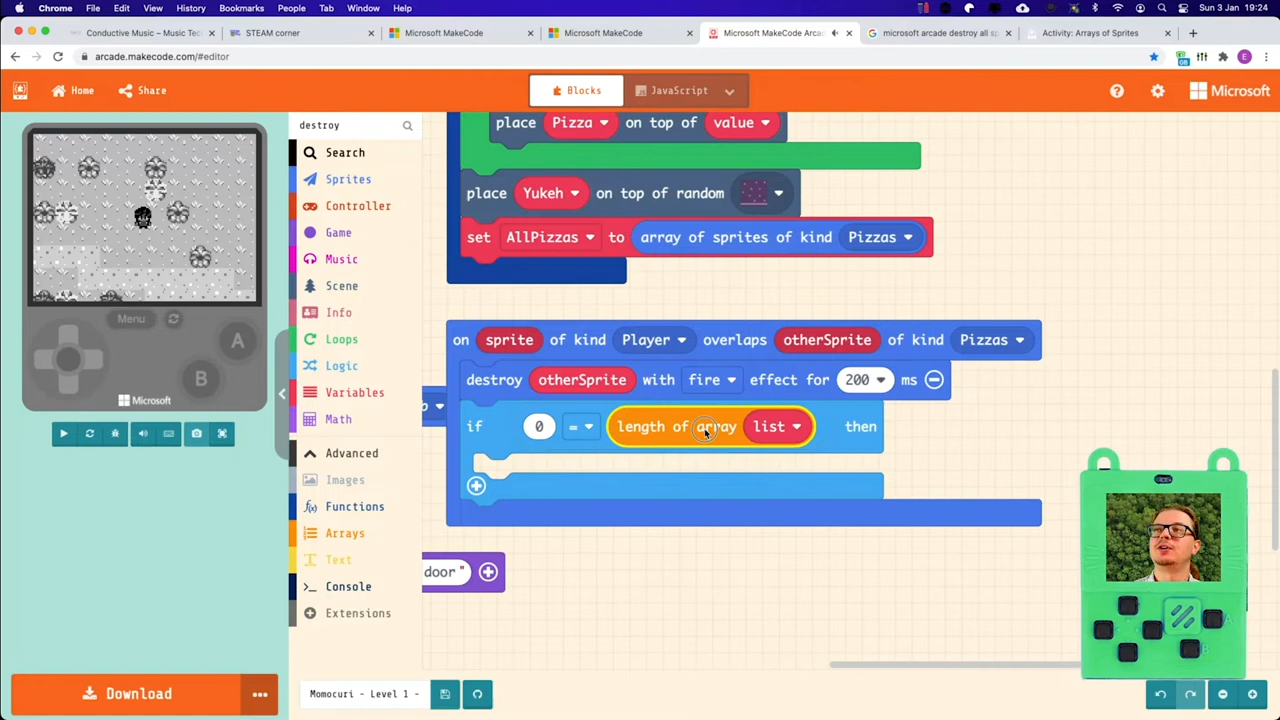 Chrome File Edit View History Bookmarks People Tab Window Help Sun 3 Jan 19:24
Conductive Music – Music Tec STEAM corner Microsoft MakeCode Microsoft MakeCode Microsoft MakeCode Arca microsoft arcade destroy all sp Activity: Arrays of Sprites
arcade.makecode.com/#editor
Home Share Blocks JavaScript Microsoft
destroy
Search
Sprites
Controller
Game
Music
Scene
Info
Loops
Logic
Variables
Math
Advanced
Images
Functions
Arrays
Text
Console
Extensions
Menu
A
B
Microsoft
Download
place Pizza on top of value
place Yukeh on top of random
set AllPizzas to array of sprites of kind Pizzas
on sprite of kind Player overlaps otherSprite of kind Pizzas
destroy otherSprite with fire effect for 200 ms
if 0 = length of array list then
door "
Momocuri - Level 1 -